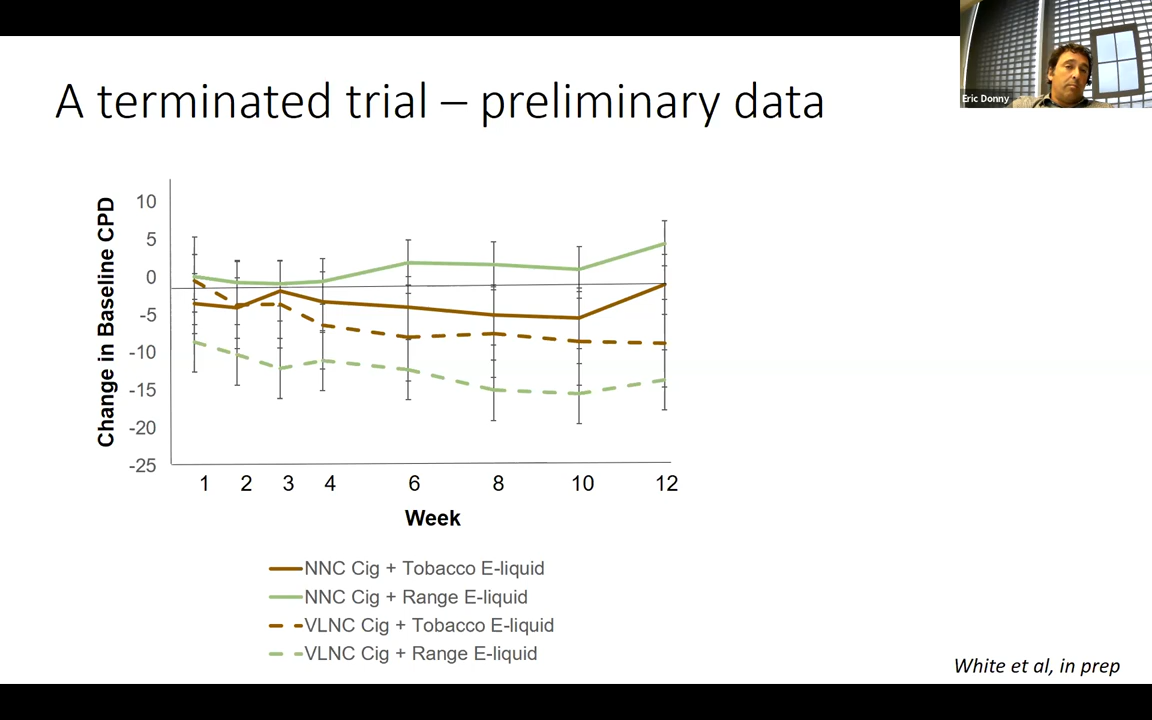 Eric Donny
A terminated trial – preliminary data
Change in Baseline CPD
10
5
0
-5
-10
-15
-20
-25
1 2 3 4 6 8 10 12
Week
NNC Cig + Tobacco E-liquid
NNC Cig + Range E-liquid
VLNC Cig + Tobacco E-liquid
VLNC Cig + Range E-liquid
White et al, in prep